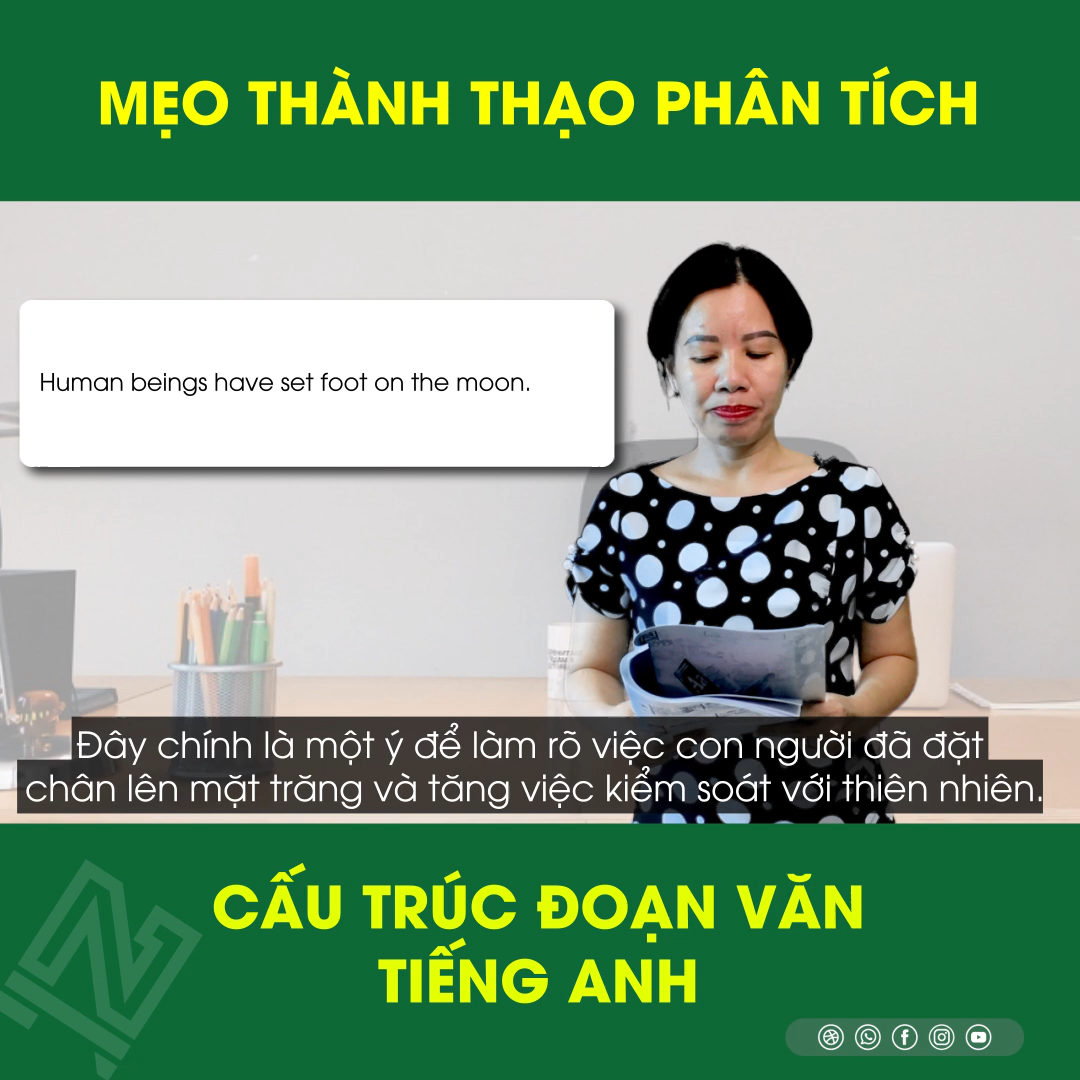 MẸO THÀNH THẠO PHÂN TÍCH
Human beings have set foot on the moon.
Đây chính là một ý để làm rõ việc con người đã đặt
chân lên mặt trăng và tăng việc kiểm soát với thiên nhiên.
CẤU TRÚC ĐOẠN VĂN
TIẾNG ANH